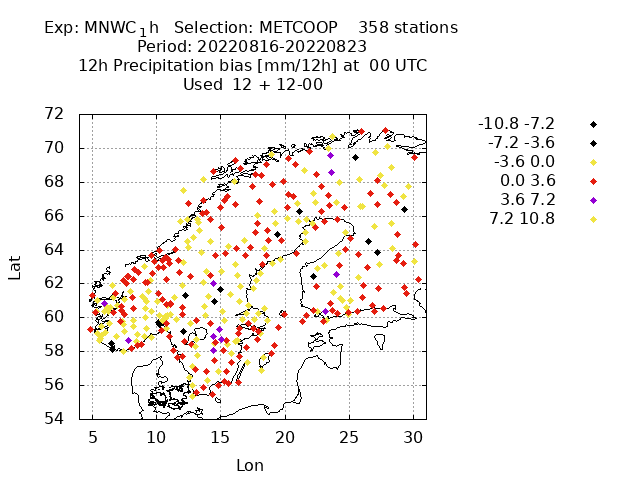 Exp: MNWC_1h   Selection: METCOOP    358 stations
Period: 20220816-20220823
12h Precipitation bias [mm/12h] at  00 UTC
Used  12 + 12-00
-10.8 -7.2
-7.2 -3.6
-3.6 0.0
0.0 3.6
3.6 7.2
7.2 10.8
72
70
68
66
64
62
60
58
56
54
Lat
5 10 15 20 25 30
Lon